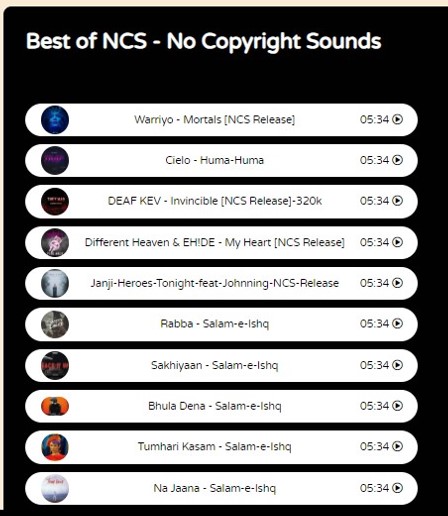 Best of NCS - No Copyright Sounds
Warriyo - Mortals [NCS Release] 05:34
Cielo - Huma-Huma 05:34
DEAF KEV - Invincible [NCS Release]-320k 05:34
Different Heaven & EH!DE - My Heart [NCS Release] 05:34
Janji-Heroes-Tonight-feat-Johnning-NCS-Release 05:34
Rabba - Salam-e-Ishq 05:34
Sakhiyaan - Salam-e-Ishq 05:34
Bhula Dena - Salam-e-Ishq 05:34
Tumhari Kasam - Salam-e-Ishq 05:34
Na Jaana - Salam-e-Ishq 05:34